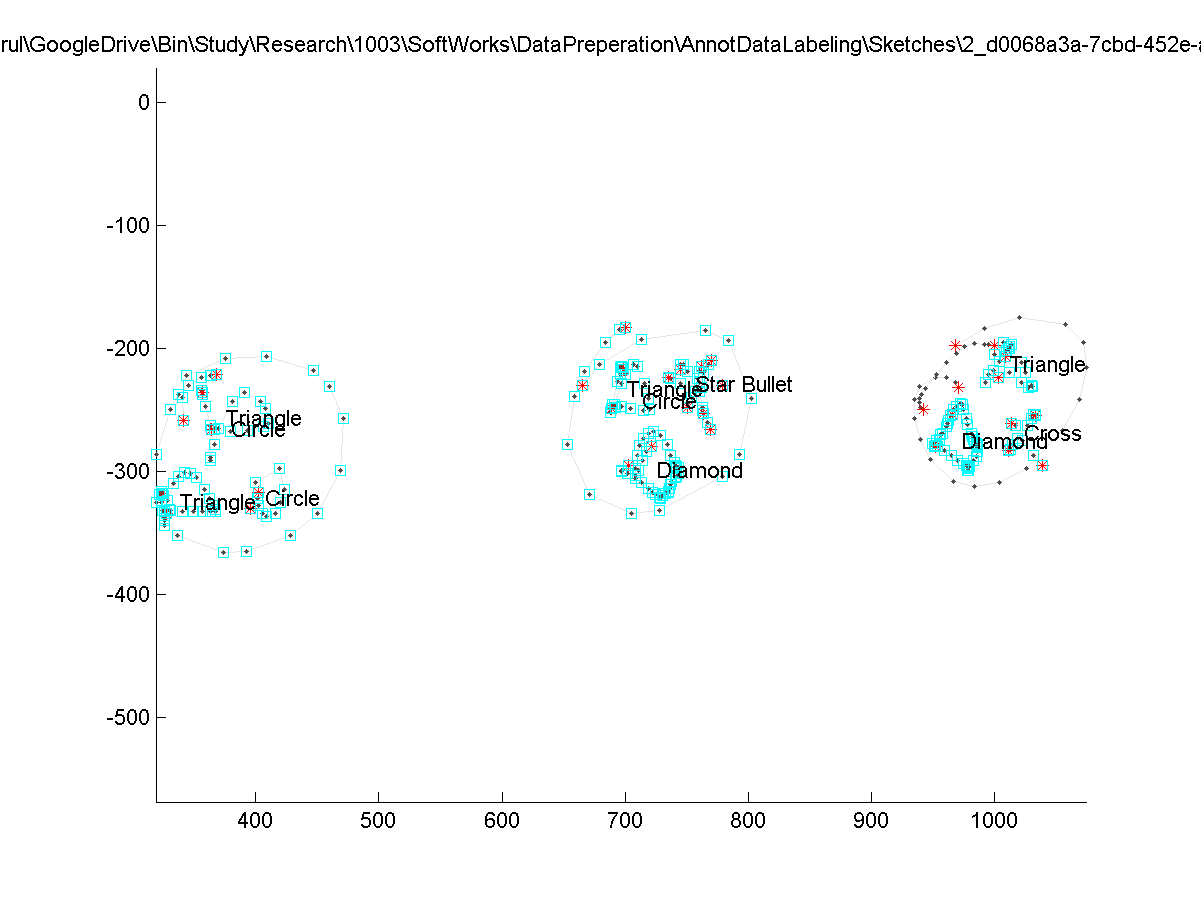 rul\GoogleDrive\Bin\Study\Research\1003\SoftWorks\DataPreperation\AnnotDataLabeling\Sketches\2_d0068a3a-7cbd-452e-a
0
-100
-200
-300
-400
-500
Triangle
Circle
Triangle
Circle
Triangle
Circle
Star Bullet
Diamond
Triangle
Cross
Diamond
400
500
600
700
800
900
1000